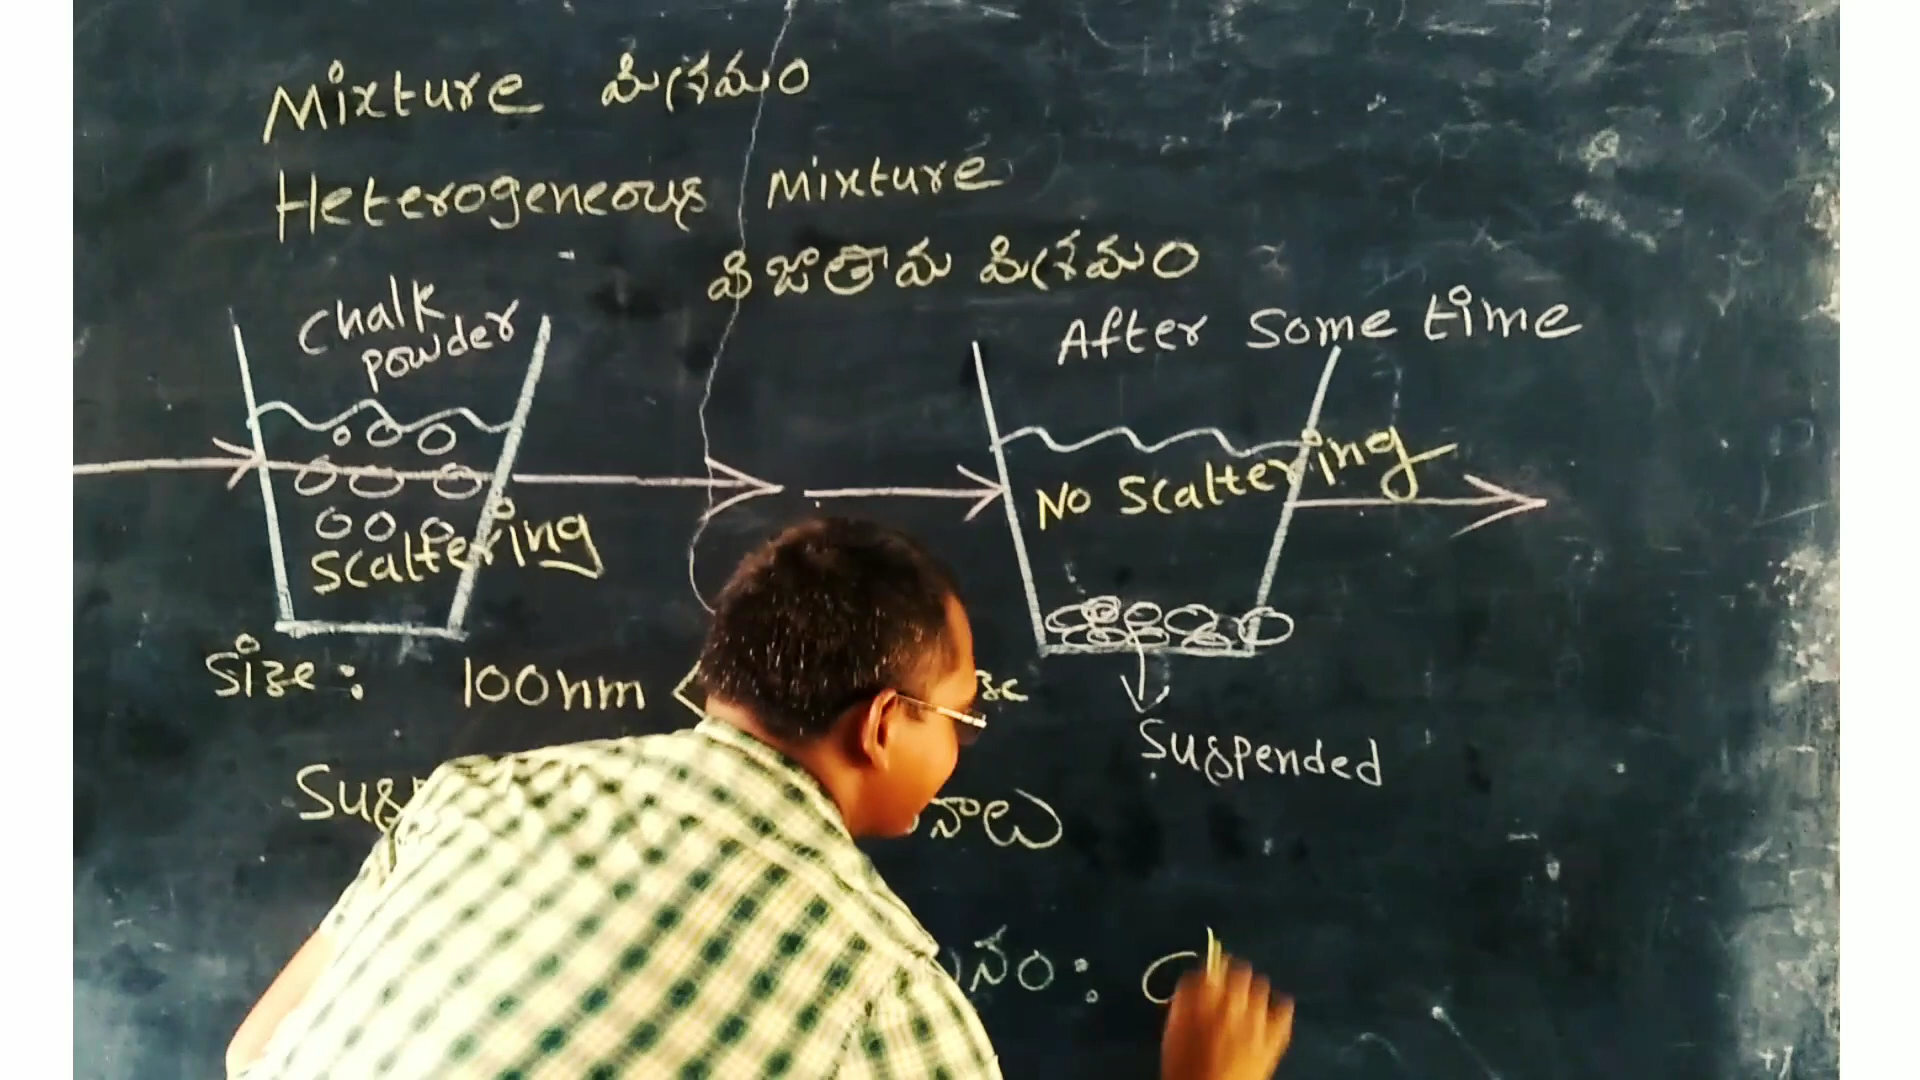 Mixture మిశ్రమం
Heterogeneous Mixture
విజాతీయ మిశ్రమం
Chalk
powder
After Some time
Scattering
No Scattering
Size: 100nm <
Suspended